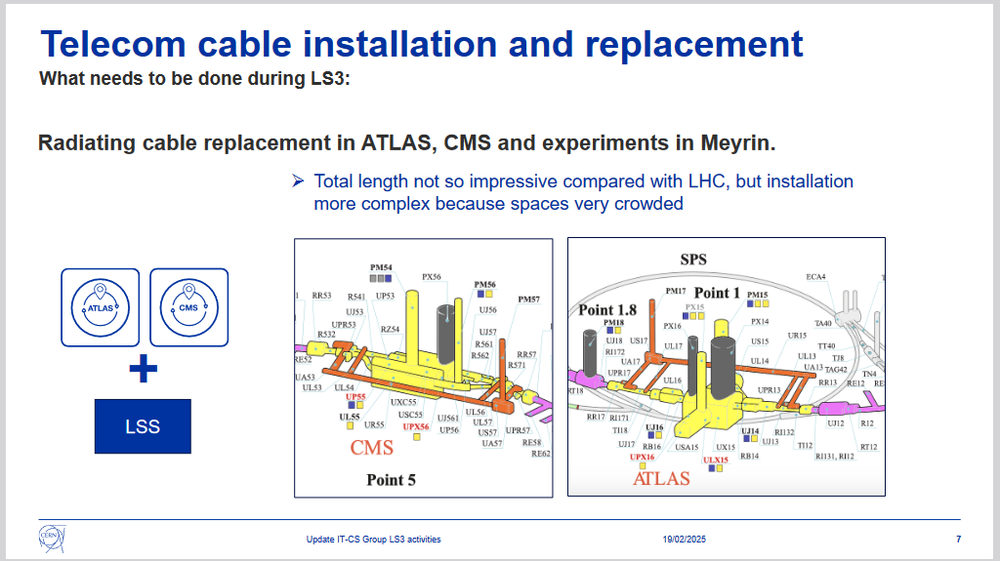 Telecom cable installation and replacement
What needs to be done during LS3:
Radiating cable replacement in ATLAS, CMS and experiments in Meyrin.
➢ Total length not so impressive compared with LHC, but installation
more complex because spaces very crowded
ATLAS
CMS
+
LSS
PM54
PX56
PM56
PM57
RR53
R541
UP53
UJ53
UJ56
UPR53
RZ54
R532
UJ57
R561
R562
RR57
R571
RE52
UA53
UL53
UL54
UP55
UL55
UXC55
USC55
UR55
UPX56
UJ561
UP56
UL56
UL57
US57
UA57
UPR57
RE58
RE62
CMS
Point 5
SPS
ECA4
PM17
Point 1
PM15
Point 1.8
PX15
PM18
PX16
PX14
TA40
UJ18
US17
UL17
US15
UR15
RI172
TT40
UA17
UL14
UL13
TJ8
UPR17
UA13
TAG42
TN4
UL16
RR13
RE12
RE
RT18
UPR13
RR17
RI171
TI18
UJ16
UJ14
RI132
UJ12
R12
UJ17
RB16
USA15
UX15
UJ13
TI12
RT12
UPX16
ULX15
RB14
RI131, RI12
ATLAS
CERN
Update IT-CS Group LS3 activities
19/02/2025
7